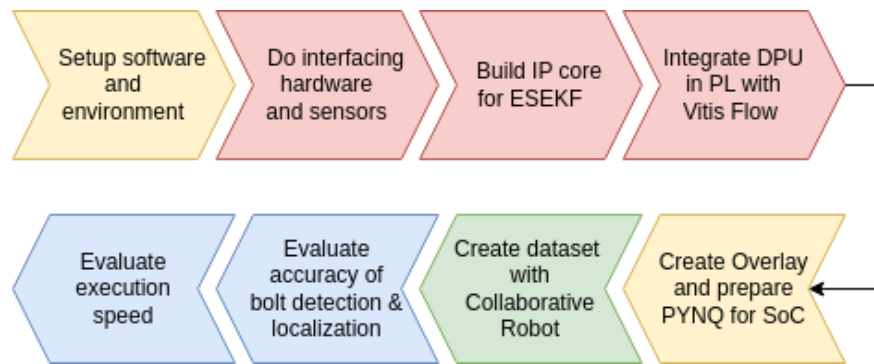 Setup software
and
environment
Do interfacing
hardware
and sensors
Build IP core
for ESEKF
Integrate DPU
in PL with
Vitis Flow
Create Overlay
and prepare
PYNQ for SoC
Create dataset
with
Collaborative
Robot
Evaluate
accuracy of
bolt detection &
localization
Evaluate
execution
speed